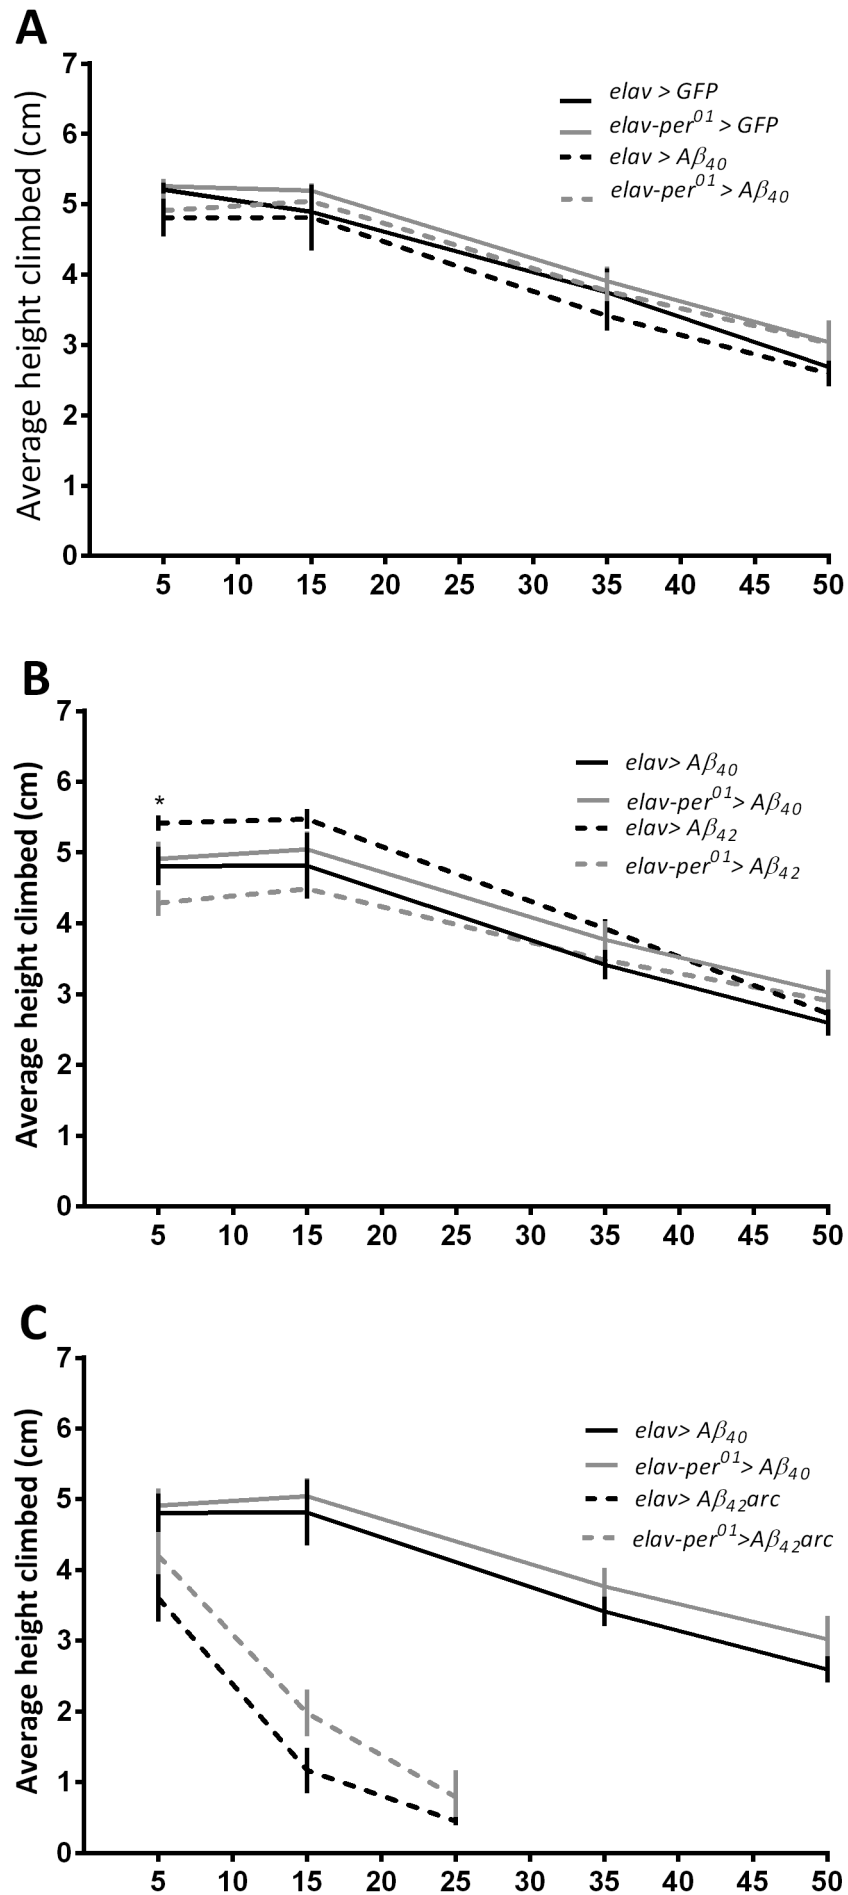 A
Average height climbed (cm)
7
6
5
4
3
2
1
0
elav > GFP
elav-per⁰¹ > GFP
elav > Aβ₄₀
elav-per⁰¹ > Aβ₄₀
5 10 15 20 25 30 35 40 45 50
B
Average height climbed (cm)
7
6
5
4
3
2
1
0
*
elav> Aβ₄₀
elav-per⁰¹> Aβ₄₀
elav> Aβ₄₂
elav-per⁰¹> Aβ₄₂
5 10 15 20 25 30 35 40 45 50
C
Average height climbed (cm)
7
6
5
4
3
2
1
0
elav> Aβ₄₀
elav-per⁰¹> Aβ₄₀
elav> Aβ₄₂arc
elav-per⁰¹>Aβ₄₂arc
5 10 15 20 25 30 35 40 45 50